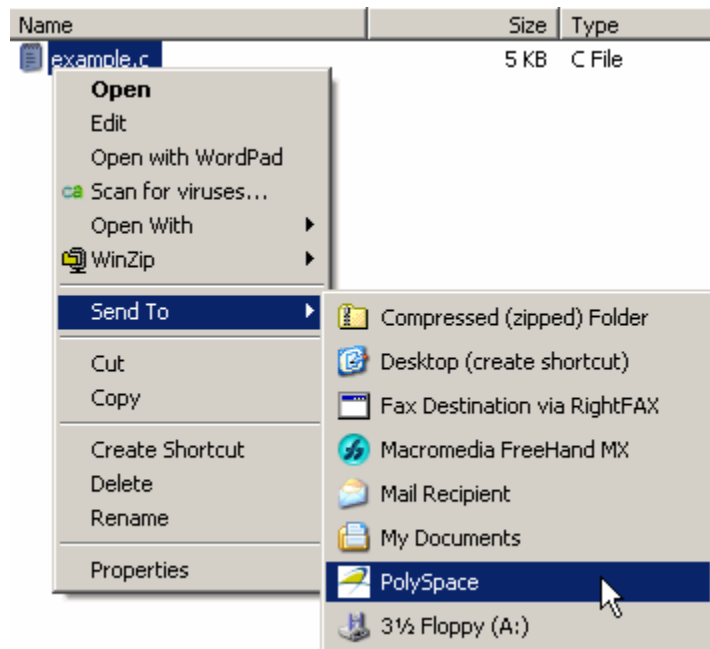 Name Size Type
example.c 5 KB C File
Open
Edit
Open with WordPad
ca Scan for viruses...
Open With
WinZip
Send To
Cut
Copy
Create Shortcut
Delete
Rename
Properties
Compressed (zipped) Folder
Desktop (create shortcut)
Fax Destination via RightFAX
Macromedia FreeHand MX
Mail Recipient
My Documents
PolySpace
3½ Floppy (A:)